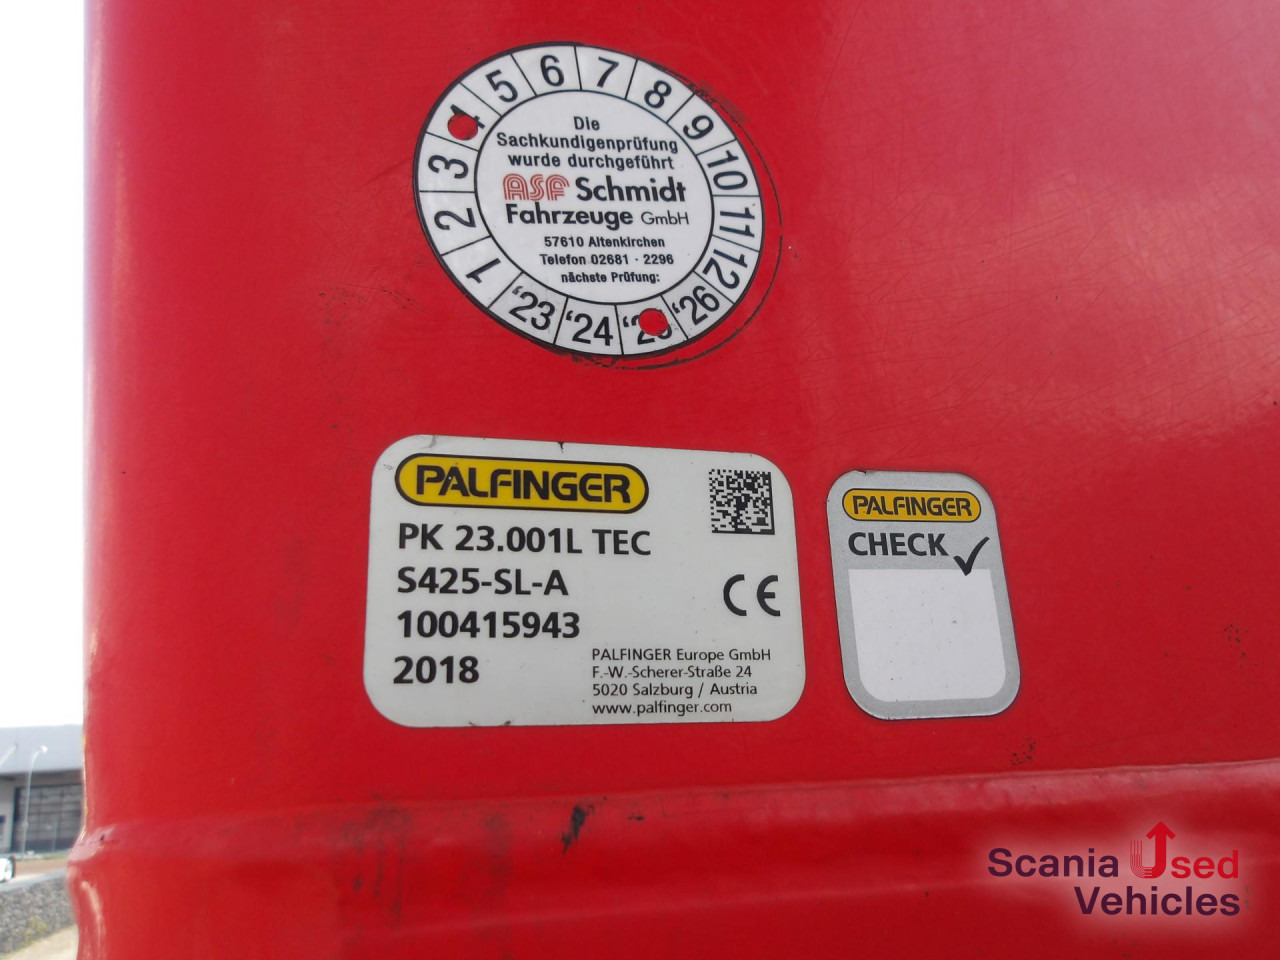 1 2 3 4 5 6 7 8 9 10 11 12
Die
Sachkundigenprüfung
wurde durchgeführt
ASF Schmidt
Fahrzeuge GmbH
57610 Altenkirchen
Telefon 02681 · 2296
nächste Prüfung:
'23 '24 '25 '26
PALFINGER
PK 23.001L TEC
S425-SL-A
100415943
2018
CE
PALFINGER Europe GmbH
F.-W.-Scherer-Straße 24
5020 Salzburg / Austria
www.palfinger.com
PALFINGER
CHECK
Scania Used
Vehicles